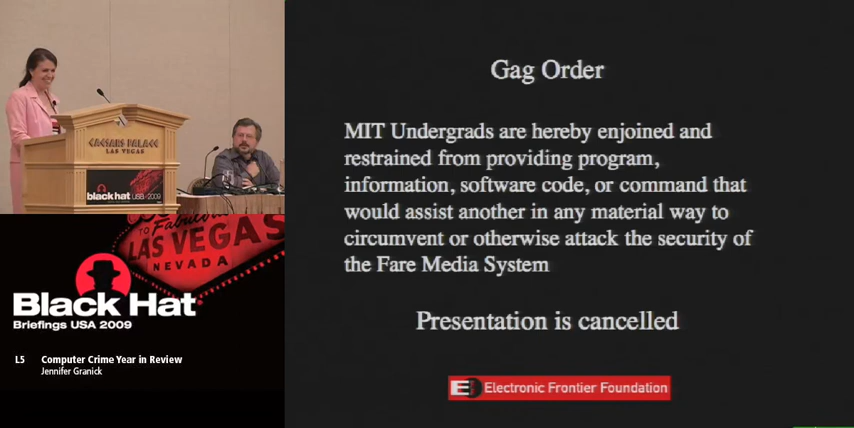 Gag Order
MIT Undergrads are hereby enjoined and
restrained from providing program,
information, software code, or command that
would assist another in any material way to
circumvent or otherwise attack the security of
the Fare Media System
Presentation is cancelled
Electronic Frontier Foundation
CAESARS PALACE
LAS VEGAS
black hat USA+2009
TO Fabulous
LAS VEGAS
NEVADA
Black Hat
Briefings USA 2009
L5 Computer Crime Year in Review
Jennifer Granick